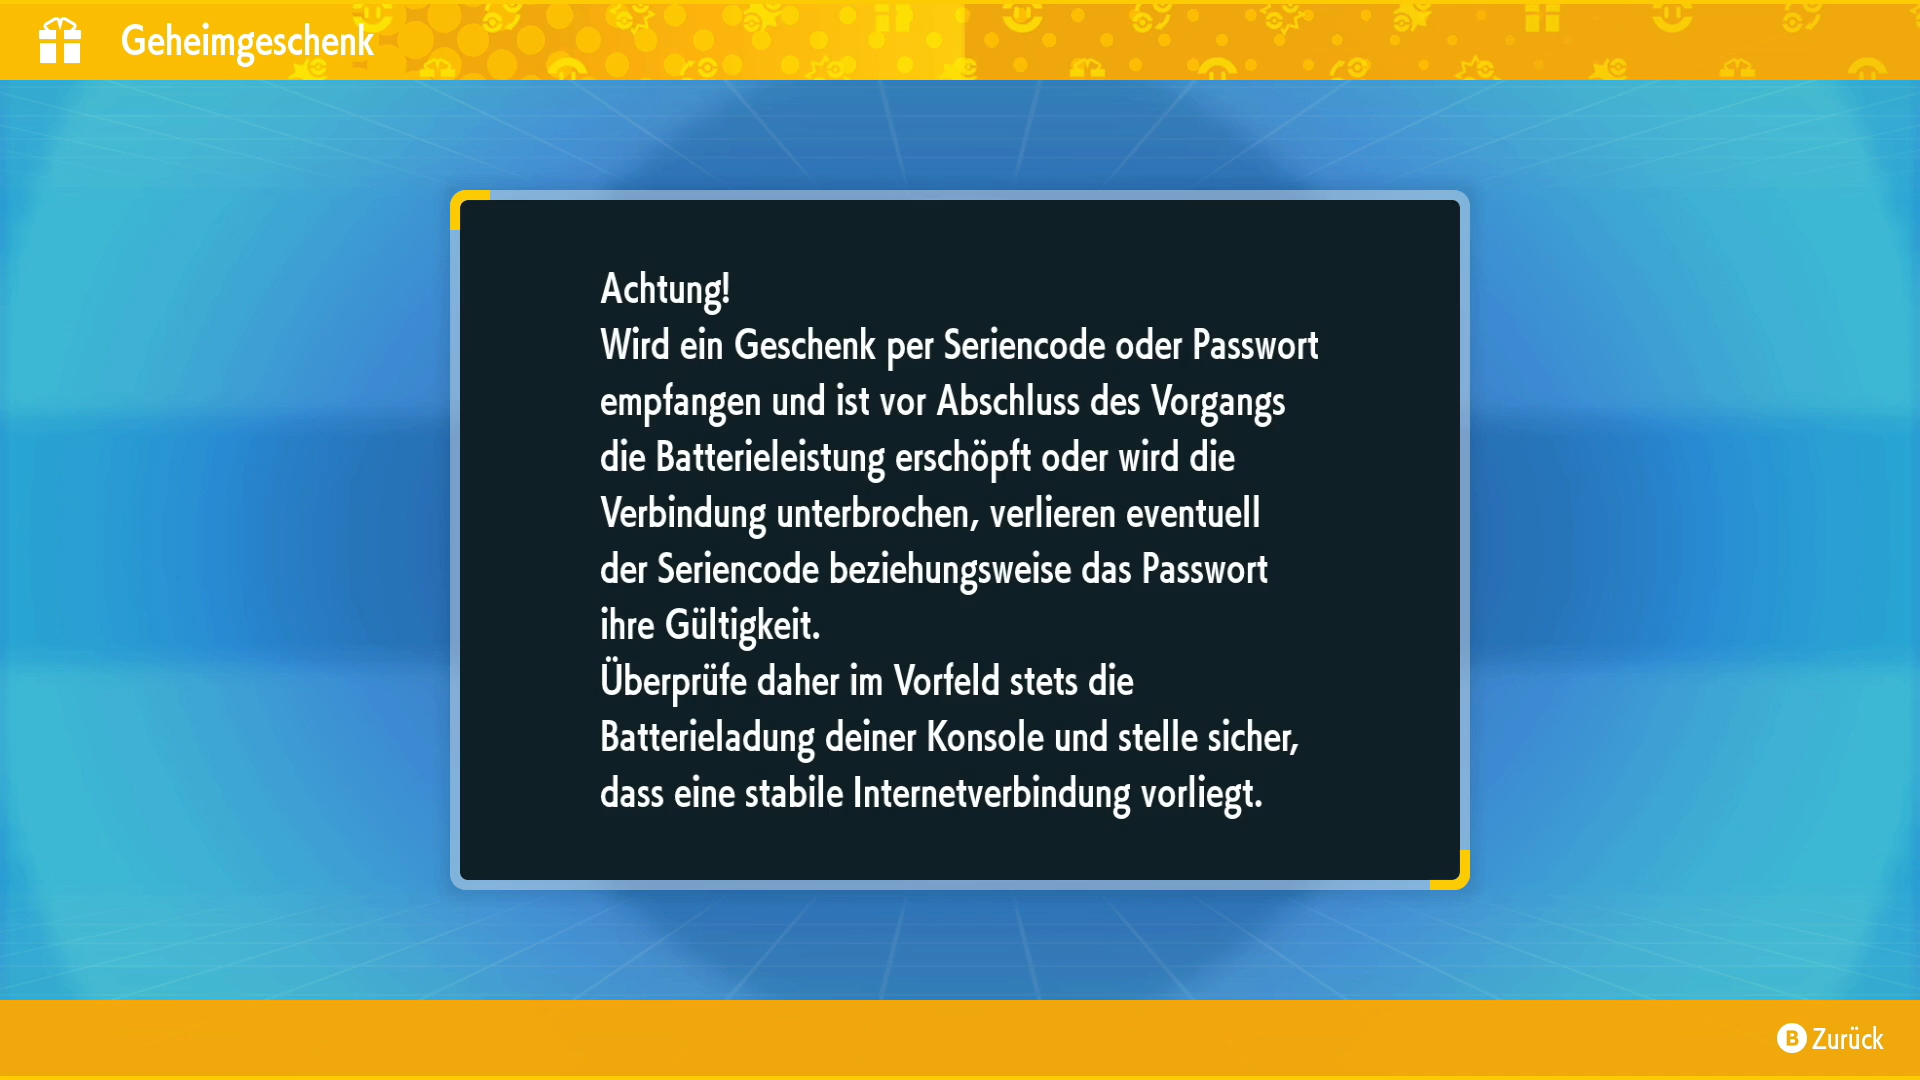 Geheimgeschenk
Achtung!
Wird ein Geschenk per Seriencode oder Passwort
empfangen und ist vor Abschluss des Vorgangs
die Batterieleistung erschöpft oder wird die
Verbindung unterbrochen, verlieren eventuell
der Seriencode beziehungsweise das Passwort
ihre Gültigkeit.
Überprüfe daher im Vorfeld stets die
Batterieladung deiner Konsole und stelle sicher,
dass eine stabile Internetverbindung vorliegt.
B Zurück